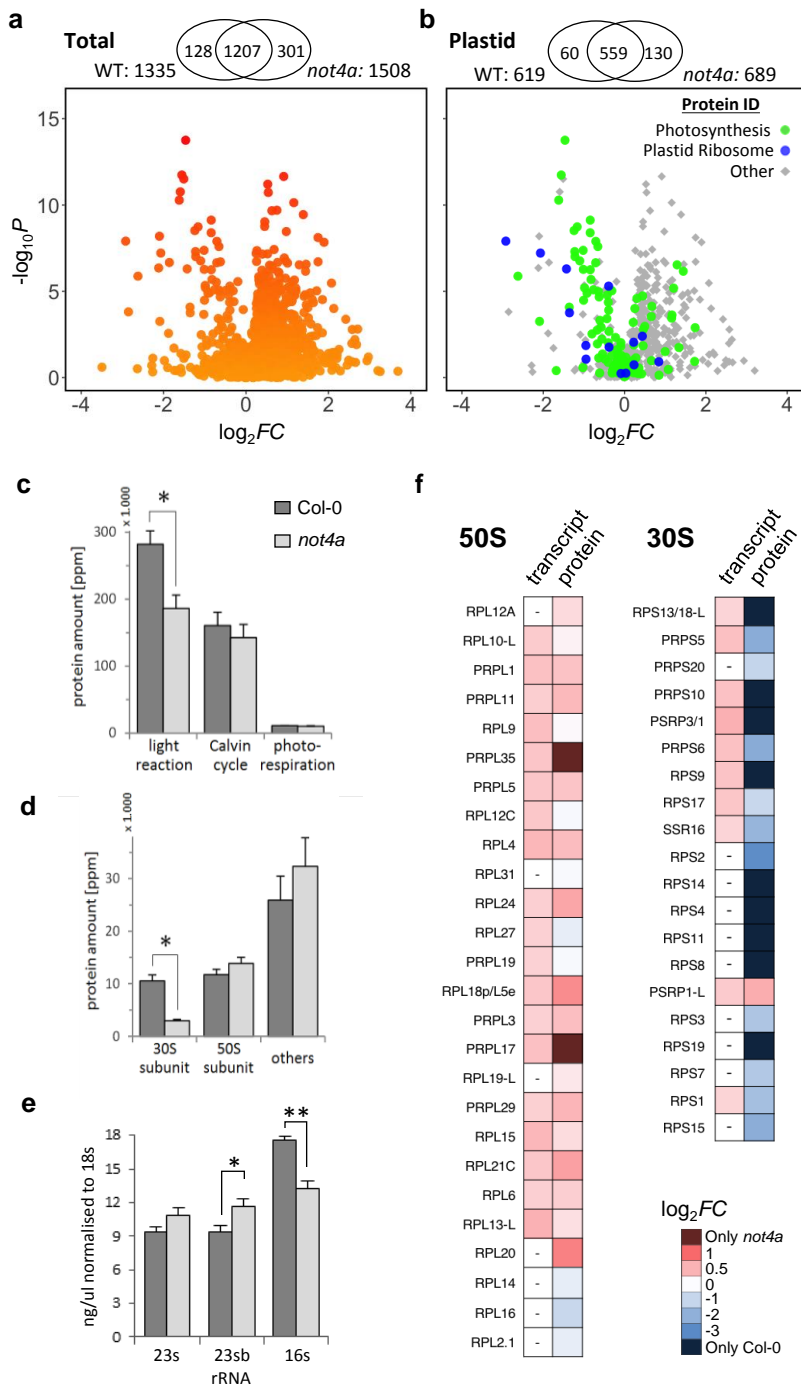 a
Total
128 1207 301
WT: 1335
not4a: 1508
15
10
5
0
-log10P
−4 −2 0 2 4
log2FC
b
Plastid
60 559 130
WT: 619
not4a: 689
Protein ID
Photosynthesis
Plastid Ribosome
Other
−4 −2 0 2 4
log2FC
c
x 1.000
protein amount [ppm]
300
200
100
0
*
Col-0
not4a
light reaction
Calvin cycle
photo-respiration
d
x 1.000
protein amount [ppm]
30
20
10
0
*
30S subunit
50S subunit
others
e
ng/ul normalised to 18s
18
15
12
9
6
3
0
*
**
23s 23sb 16s
rRNA
f
50S
transcript
protein
RPL12A -
RPL10-L
PRPL1
PRPL11
RPL9
PRPL35
PRPL5
RPL12C
RPL4
RPL31 -
RPL24
RPL27
PRPL19
RPL18p/L5e
PRPL3
PRPL17
RPL19-L -
PRPL29
RPL15
RPL21C
RPL6
RPL13-L
RPL20 -
RPL14 -
RPL16 -
RPL2.1 -
30S
transcript
protein
RPS13/18-L
PRPS5
PRPS20 -
PRPS10
PSRP3/1
PRPS6
RPS9
RPS17
SSR16
RPS2 -
RPS14 -
RPS4 -
RPS11 -
RPS8 -
PSRP1-L
RPS3 -
RPS19 -
RPS7 -
RPS1
RPS15 -
log2FC
Only not4a
1
0.5
0
-1
-2
-3
Only Col-0